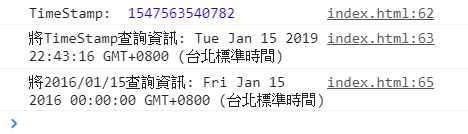 TimeStamp:  1547563540782 index.html:62
將TimeStamp查詢資訊: Tue Jan 15 2019 index.html:63
22:43:16 GMT+0800 (台北標準時間)
將2016/01/15查詢資訊: Fri Jan 15 index.html:65
2016 00:00:00 GMT+0800 (台北標準時間)